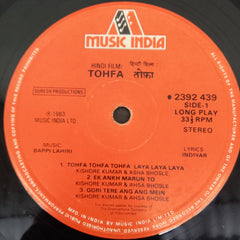 MUSIC INDIA
HINDI FILM: हिन्दी फिल्म
TOHFA तोहफ़ा
SURESH PRODUCTIONS
2392 439
SIDE-1
LONG PLAY
33⅓ RPM
STEREO
℗ 1983
MUSIC INDIA LTD
MUSIC
BAPPI LAHIRI
LYRICS
INDIVAR
1. TOHFA TOHFA TOHFA LAYA LAYA LAYA
KISHORE KUMAR & ASHA BHOSLE
2. EK ANKH MARUN TO
KISHORE KUMAR & AHSA BHOSLE
3. GORI TERE ANG ANG MEIN
KISHORE KUMAR & AHSA BHOSLE